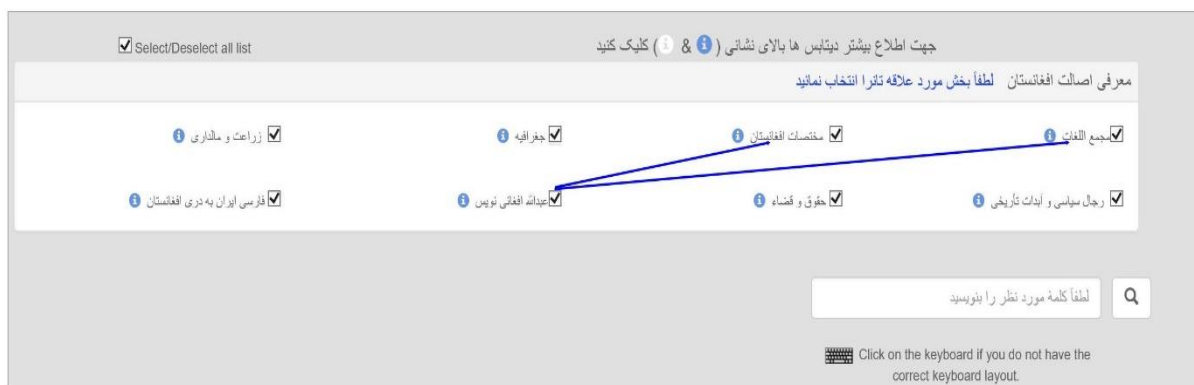 جهت اطلاع بیشتر دیتابس ها بالای نشانی ( i & i ) کلیک کنید
Select/Deselect all list
معرفی اصالت افغانستان لطفاً بخش مورد علاقه تانرا انتخاب نمائید
مجمع اللغات
مختصات افغانستان
جغرافیه
زراعت و مالداری
رجال سیاسی و آبدات تأریخی
حقوق و قضاء
عبدالله افغانی نویس
فارسی ایران به دری افغانستان
لطفاً کلمۀ مورد نظر را بنویسید
Click on the keyboard if you do not have the
correct keyboard layout.